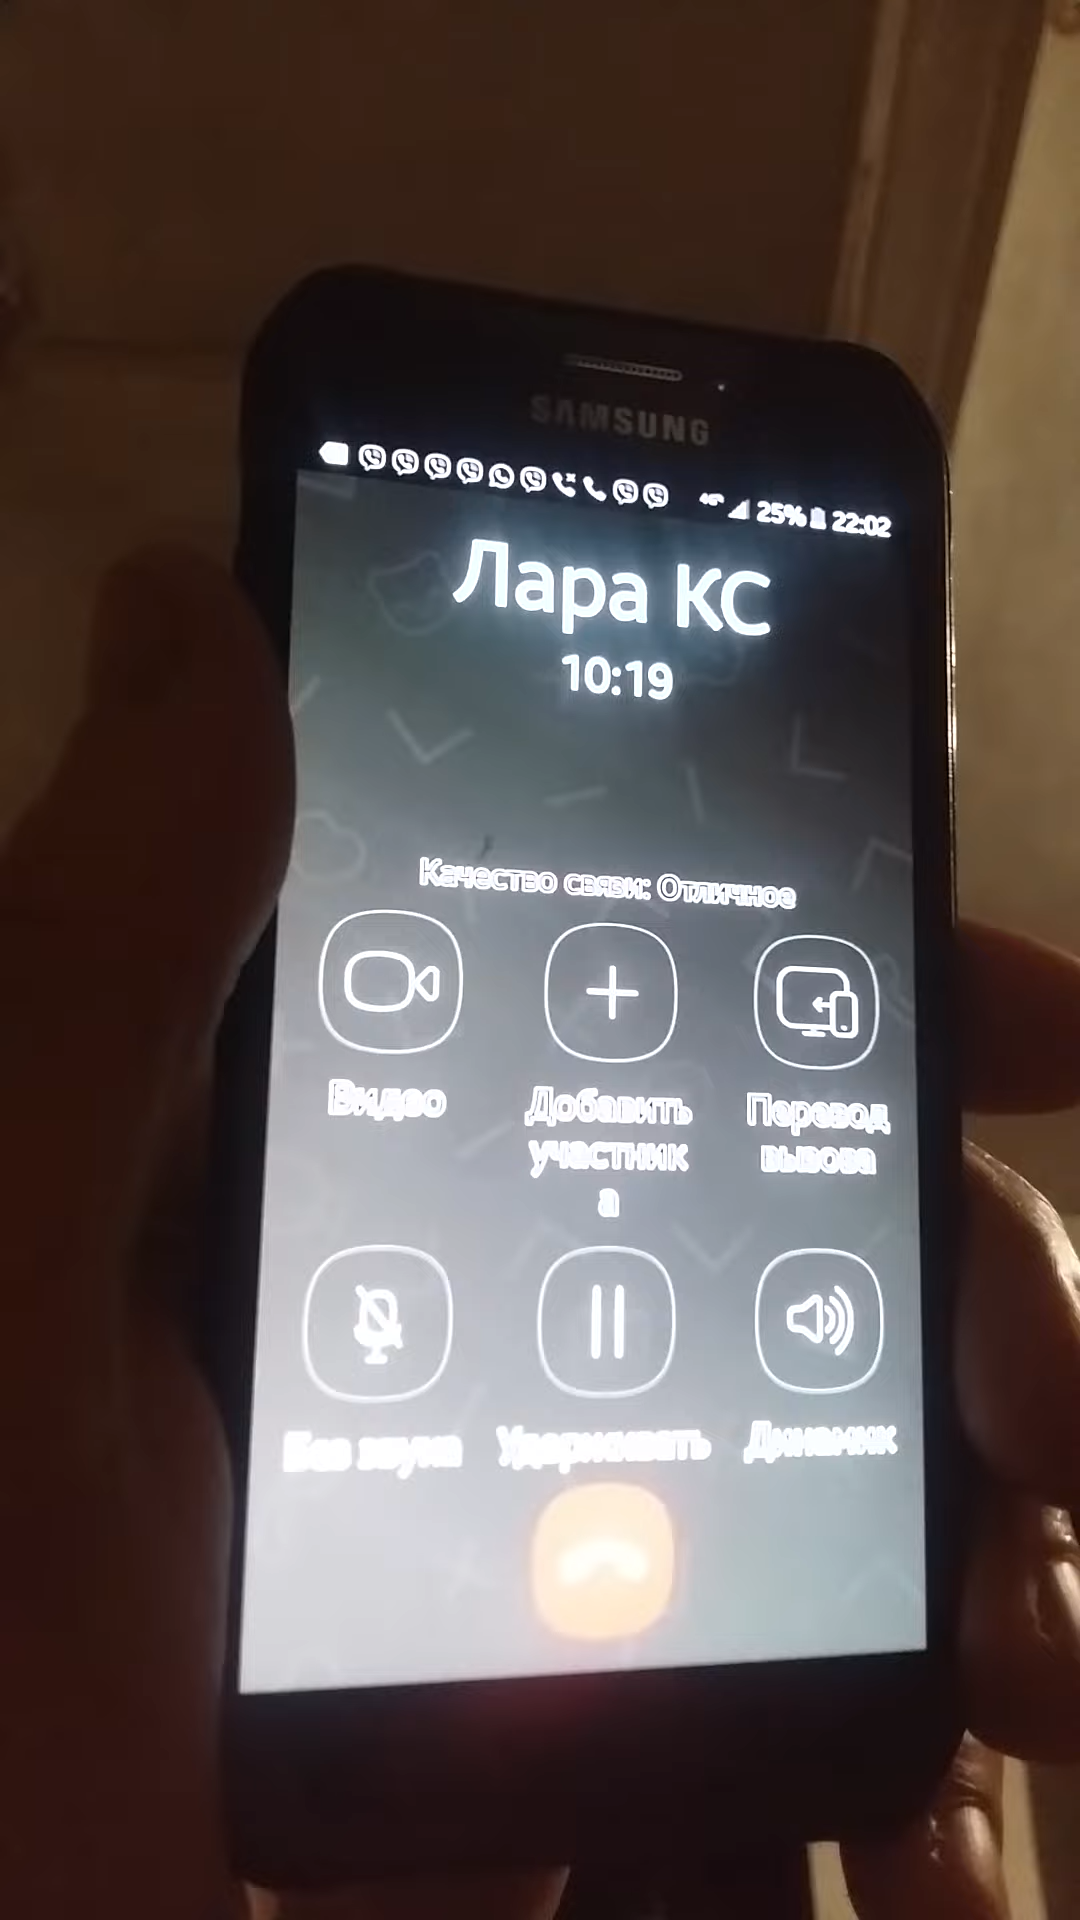 SAMSUNG
4G 25% 22:02
Лара КС
10:19
Качество связи: Отличное
Видео
Добавить
участник
а
Перевод
вызова
Без звука
Удерживать
Динамик